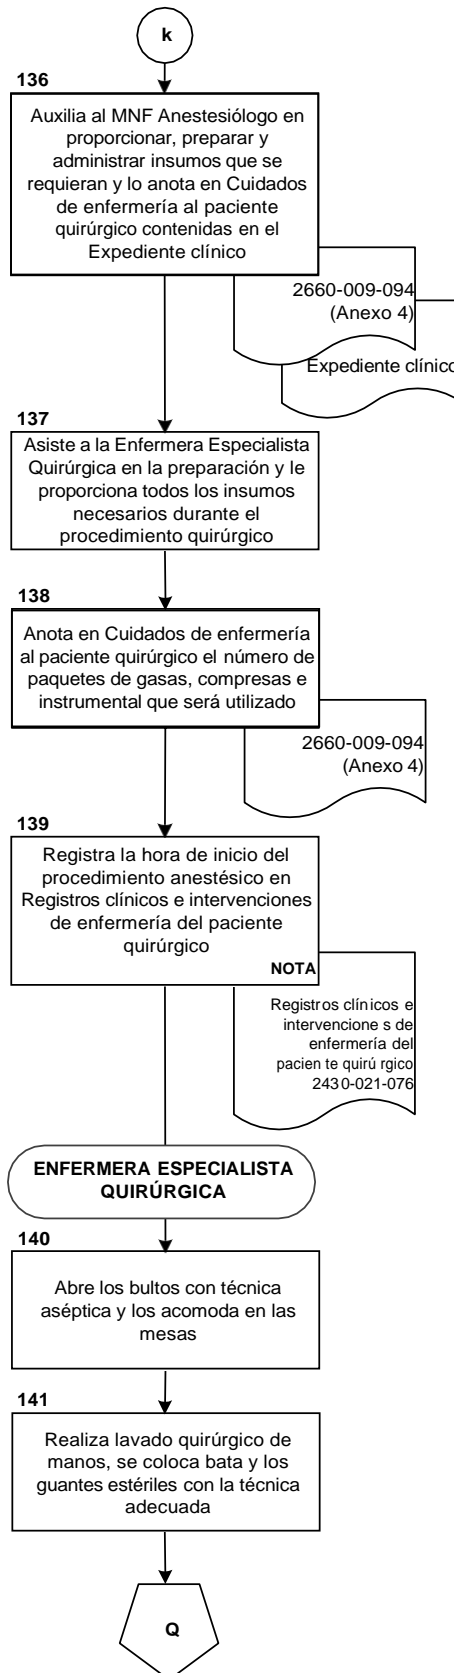 k
136
Auxilia al MNF Anestesiólogo en
proporcionar, preparar y
administrar insumos que se
requieran y lo anota en Cuidados
de enfermería al paciente
quirúrgico contenidas en el
Expediente clínico
2660-009-094
(Anexo 4)
Expediente clínico
137
Asiste a la Enfermera Especialista
Quirúrgica en la preparación y le
proporciona todos los insumos
necesarios durante el
procedimiento quirúrgico
138
Anota en Cuidados de enfermería
al paciente quirúrgico el número de
paquetes de gasas, compresas e
instrumental que será utilizado
2660-009-094
(Anexo 4)
139
Registra la hora de inicio del
procedimiento anestésico en
Registros clínicos e intervenciones
de enfermería del paciente
quirúrgico
NOTA
Registros clínicos e
intervencione s de
enfermería del
pacien te quirú rgico
2430-021-076
ENFERMERA ESPECIALISTA
QUIRÚRGICA
140
Abre los bultos con técnica
aséptica y los acomoda en las
mesas
141
Realiza lavado quirúrgico de
manos, se coloca bata y los
guantes estériles con la técnica
adecuada
Q